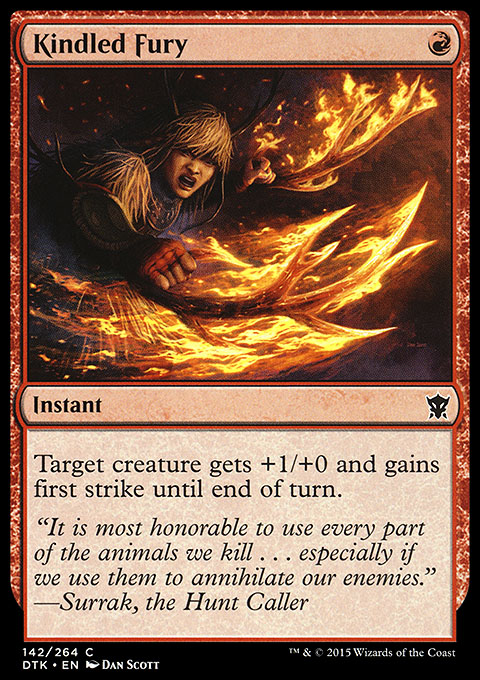 Kindled Fury
Dan Scott
Instant
Target creature gets +1/+0 and gains
first strike until end of turn.
“It is most honorable to use every part
of the animals we kill . . . especially if
we use them to annihilate our enemies.”
—Surrak, the Hunt Caller
142/264 C
DTK • EN Dan Scott
™ & © 2015 Wizards of the Coast